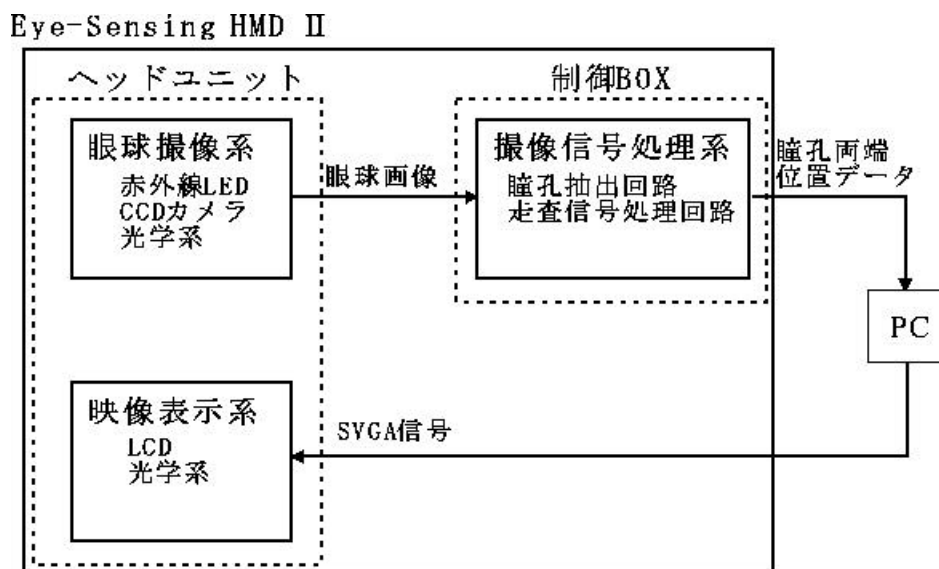 Eye-Sensing HMD Ⅱ
ヘッドユニット
制御BOX
眼球撮像系
赤外線LED
CCDカメラ
光学系
眼球画像
撮像信号処理系
瞳孔抽出回路
走査信号処理回路
瞳孔両端
位置データ
PC
映像表示系
LCD
光学系
SVGA信号